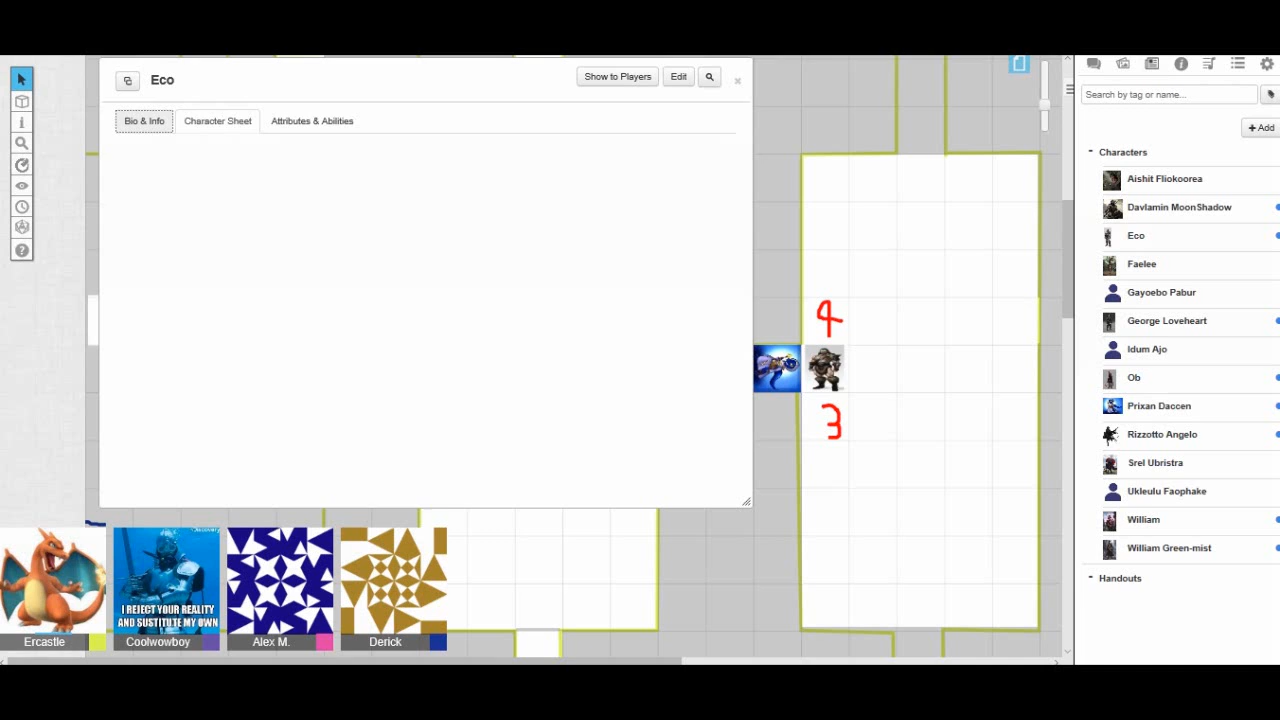 Eco
Show to Players
Edit
Bio & Info
Character Sheet
Attributes & Abilities
4
3
Discovery
I REJECT YOUR REALITY
AND SUSTITUTE MY OWN
Ercastle
Coolwowboy
Alex M.
Derick
Search by tag or name...
+ Add
Characters
Aishit Fliokoorea
Davlamin MoonShadow
Eco
Faelee
Gayoebo Pabur
George Loveheart
Idum Ajo
Ob
Prixan Daccen
Rizzotto Angelo
Srel Ubristra
Ukleulu Faophake
William
William Green-mist
Handouts